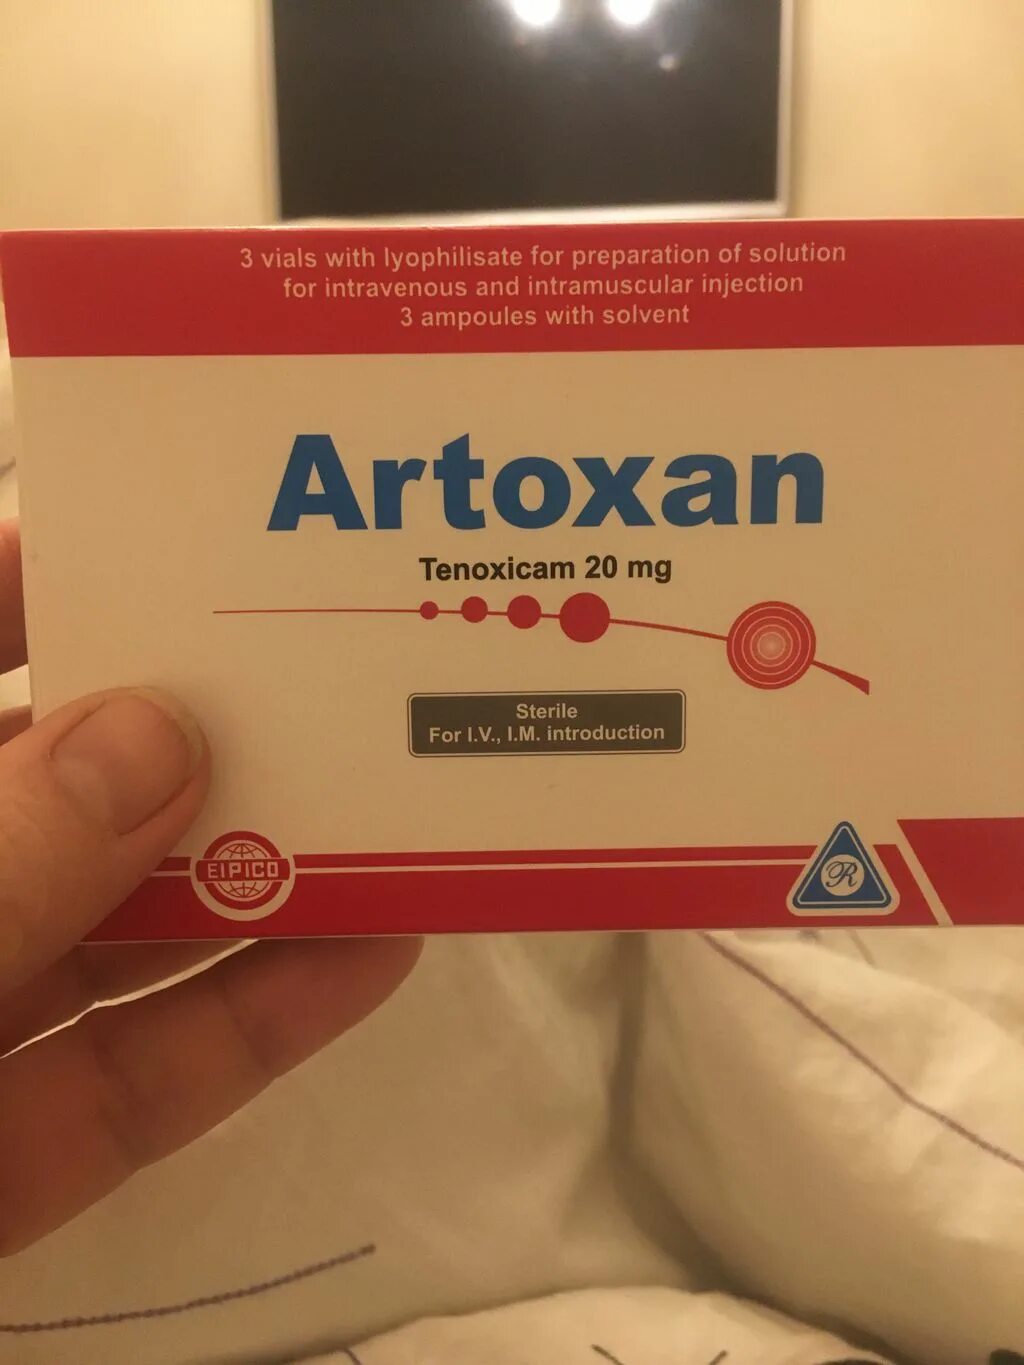 3 vials with lyophilisate for preparation of solution
for intravenous and intramuscular injection
3 ampoules with solvent
Artoxan
Tenoxicam 20 mg
Sterile
For I.V., I.M. introduction
EIPICO
R